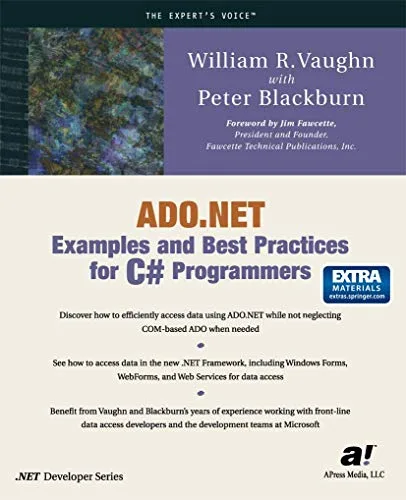 THE EXPERT'S VOICE™
William R. Vaughn
with
Peter Blackburn
Foreword by Jim Fawcette,
President and Founder,
Fawcette Technical Publications, Inc.
ADO.NET
Examples and Best Practices
for C# Programmers
EXTRA
MATERIALS
extras.springer.com
Discover how to efficiently access data using ADO.NET while not neglecting
COM-based ADO when needed
See how to access data in the new .NET Framework, including Windows Forms,
WebForms, and Web Services for data access
Benefit from Vaughn and Blackburn's years of experience working with front-line
data access developers and the development teams at Microsoft
.NET Developer Series
a!
APress Media, LLC